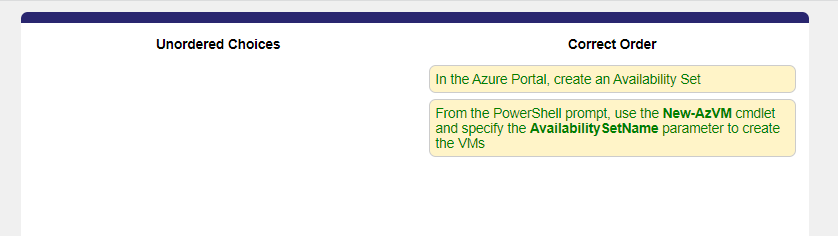 Unordered Choices
Correct Order
In the Azure Portal, create an Availability Set
From the PowerShell prompt, use the New-AzVM cmdlet
and specify the AvailabilitySetName parameter to create
the VMs